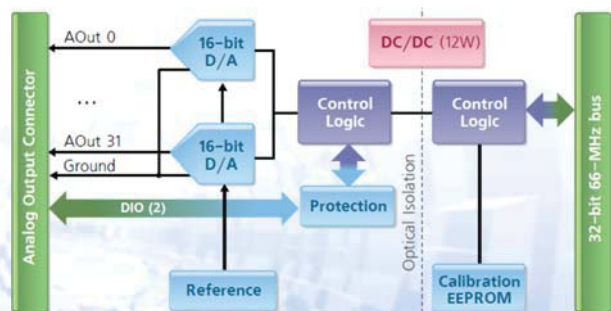 Analog Output Connector
AOut 0
...
AOut 31
Ground
DIO (2)
16-bit
D/A
16-bit
D/A
Reference
DC/DC (12W)
Control
Logic
Protection
Optical Isolation
Control
Logic
Calibration
EEPROM
32-bit 66-MHz bus